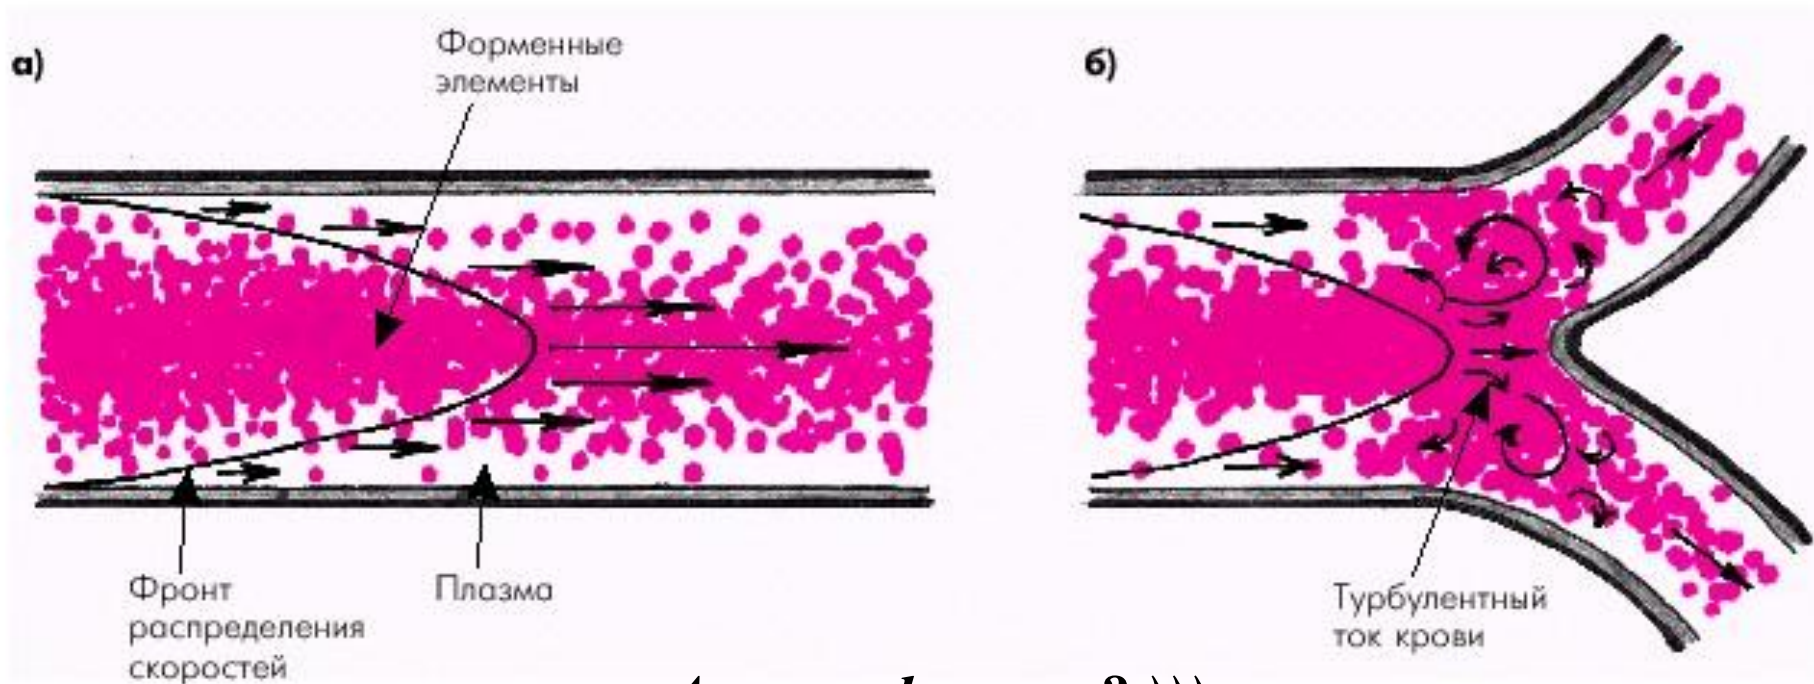 а)
Форменные
элементы
Фронт
распределения
скоростей
Плазма
б)
Турбулентный
ток крови